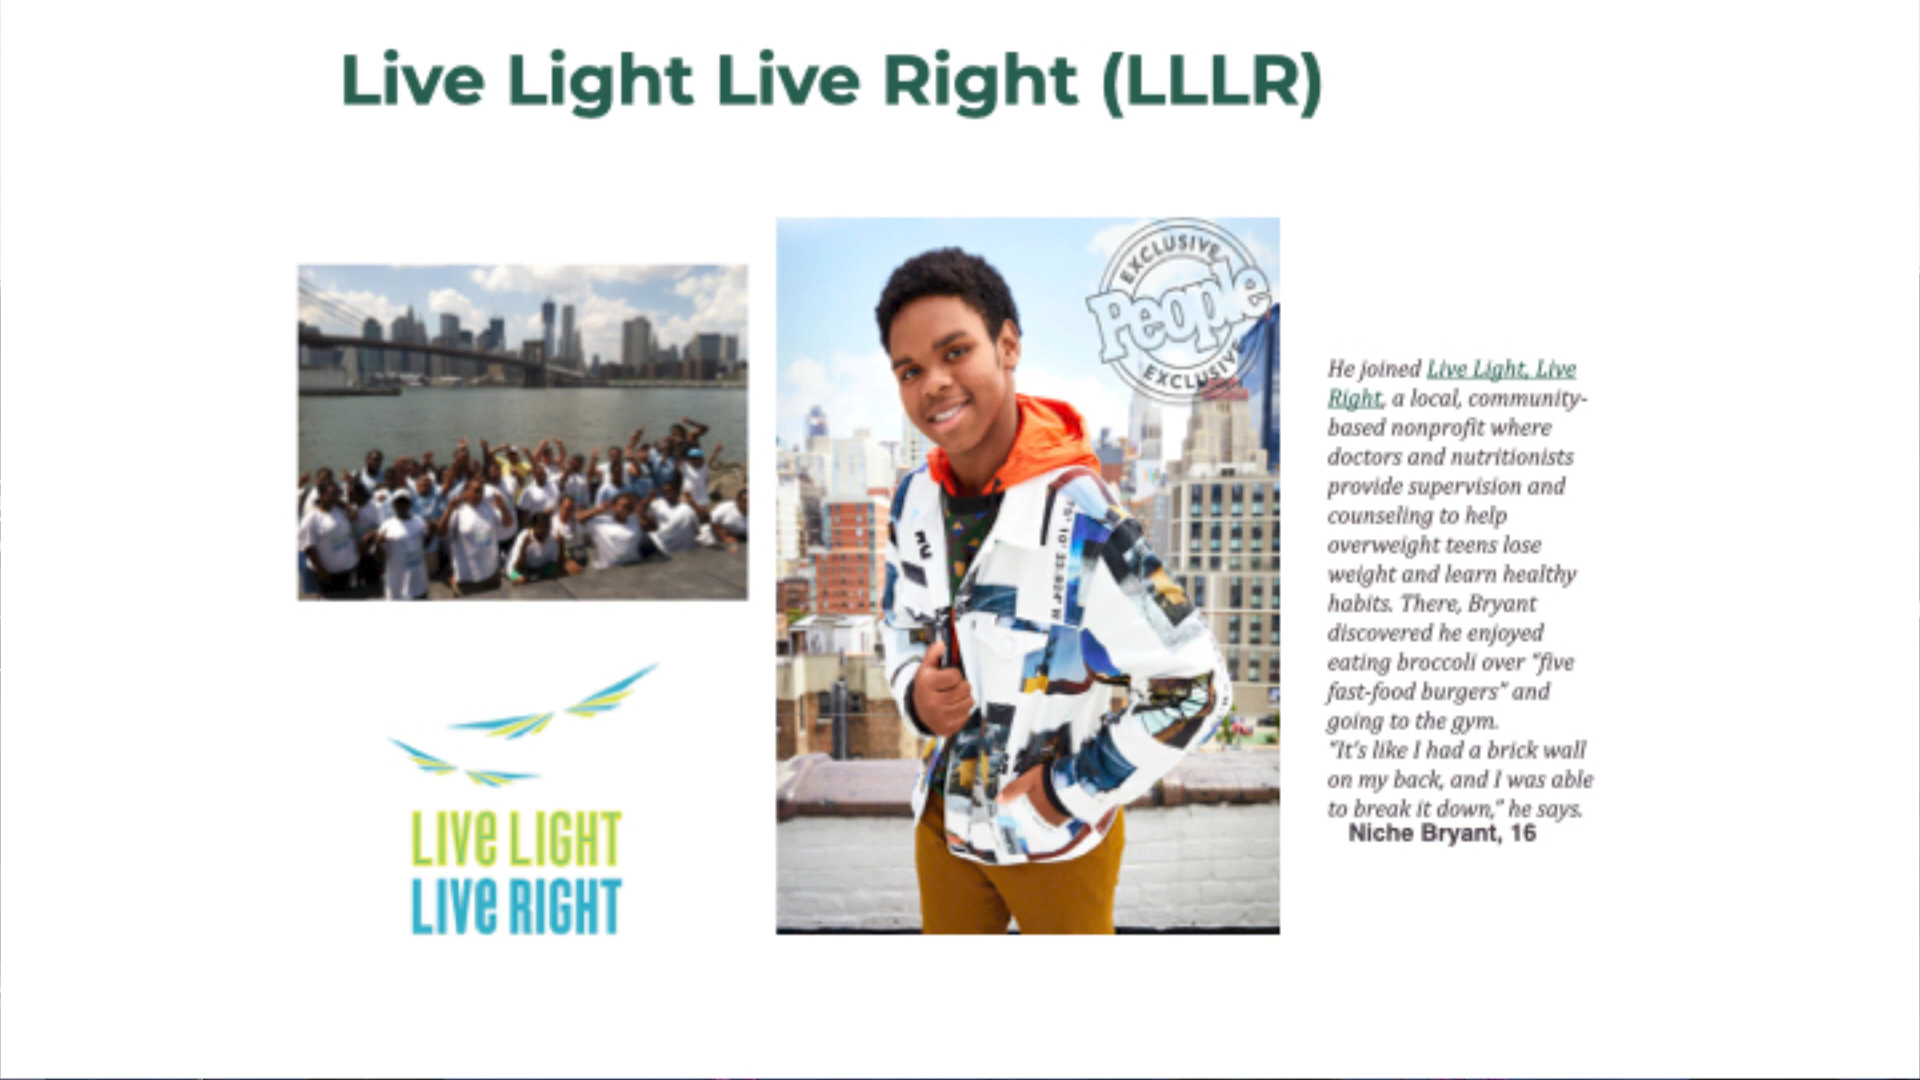 Live Light Live Right (LLLR)
EXCLUSIVE
People
EXCLUSIVE
He joined Live Light, Live
Right, a local, community-
based nonprofit where
doctors and nutritionists
provide supervision and
counseling to help
overweight teens lose
weight and learn healthy
habits. There, Bryant
discovered he enjoyed
eating broccoli over "five
fast-food burgers" and
going to the gym.
"It's like I had a brick wall
on my back, and I was able
to break it down," he says.
Niche Bryant, 16
LIVe LIGHT
LIVe RIGHT